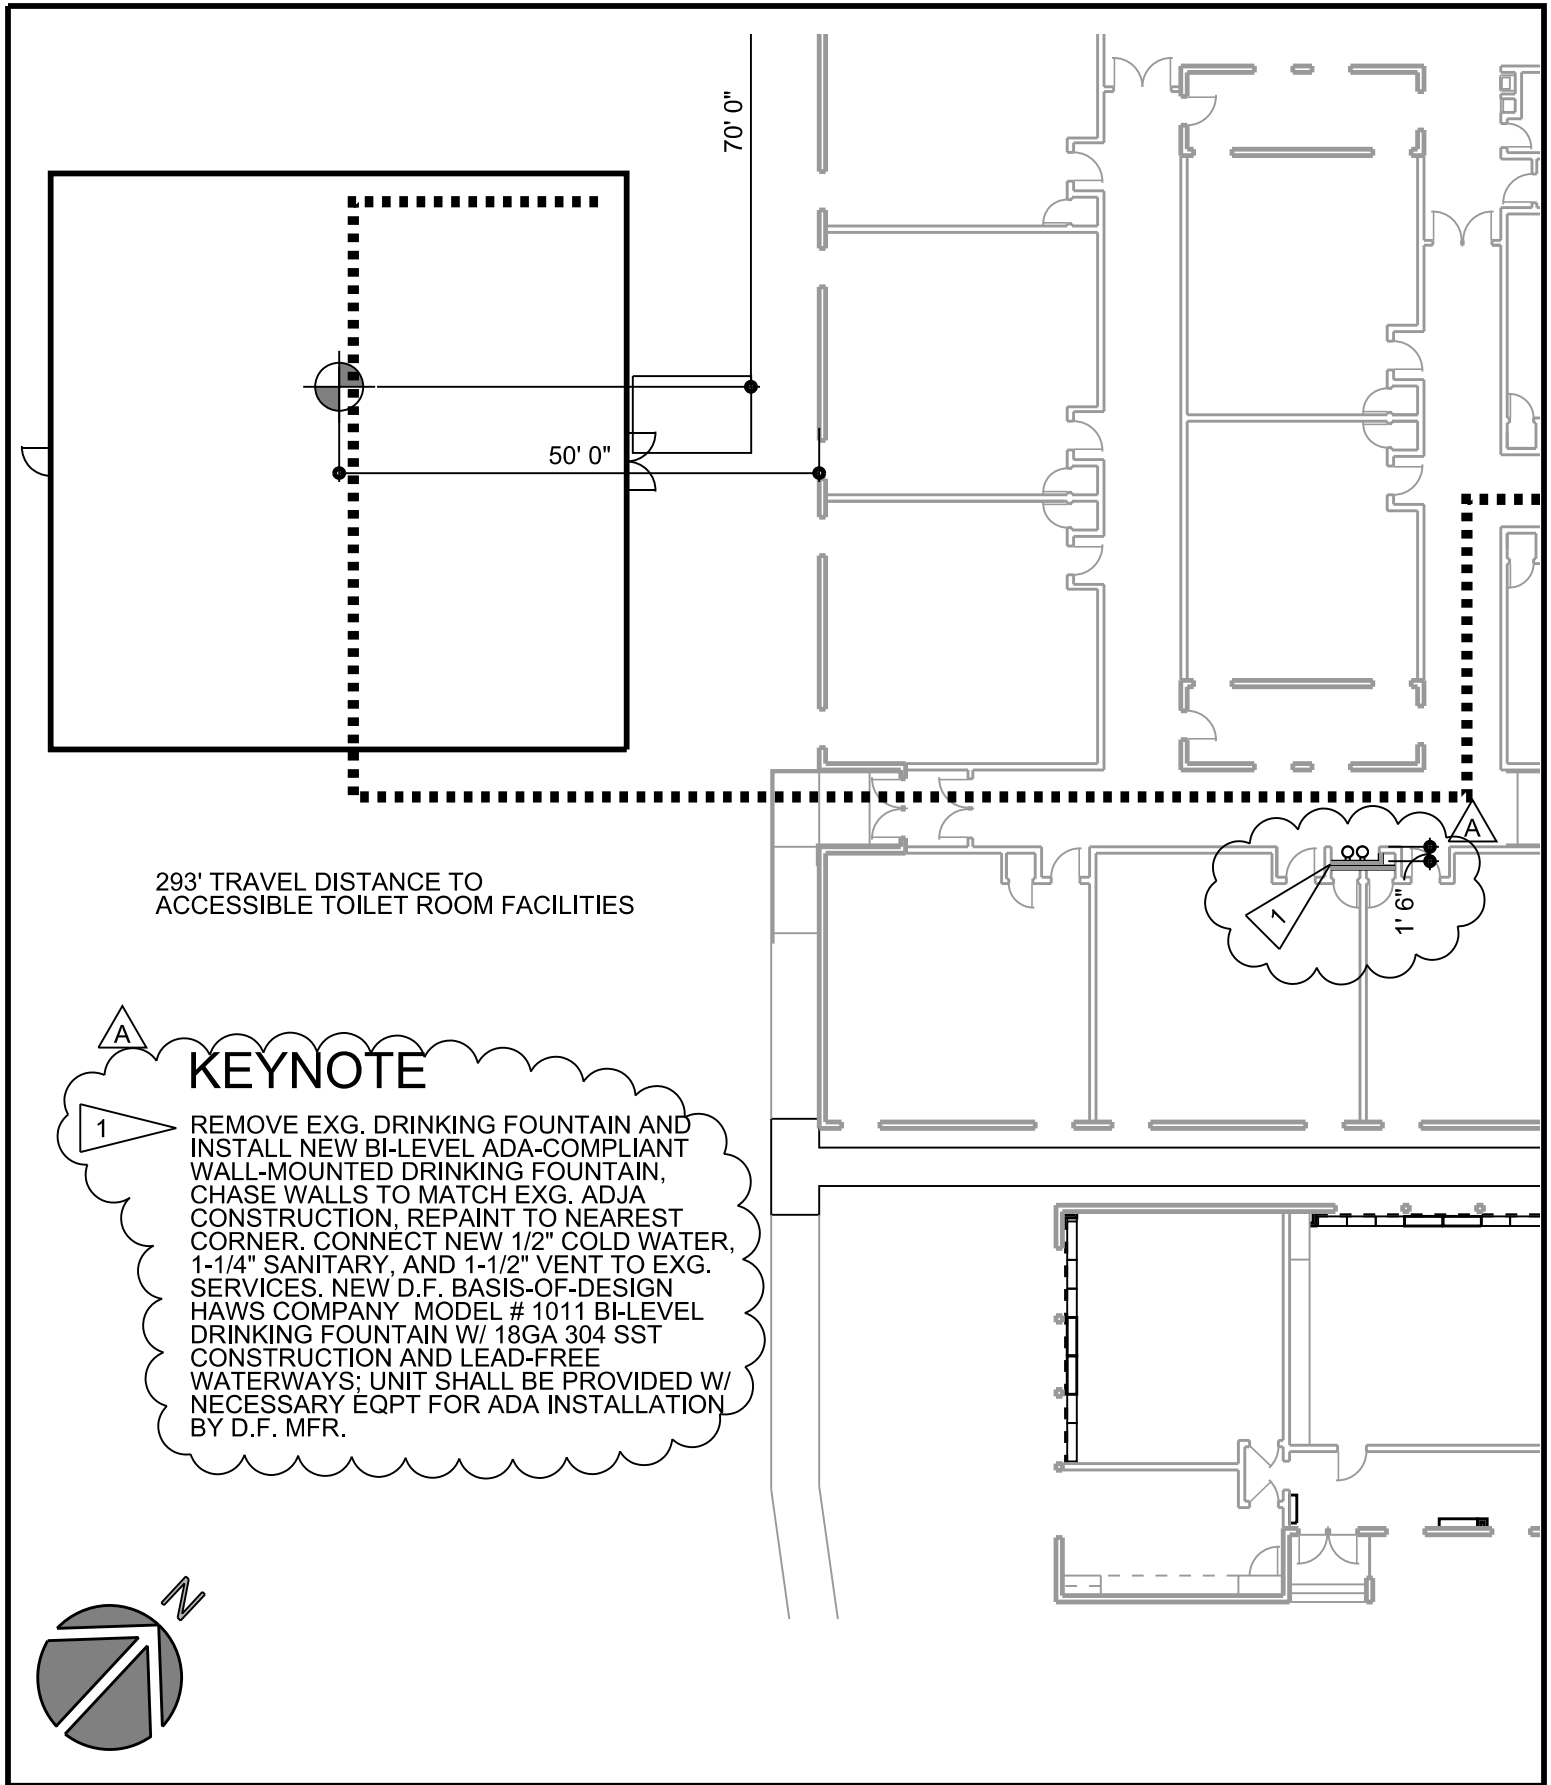 70' 0"
50' 0"
A
1
1' 6"
293' TRAVEL DISTANCE TO
ACCESSIBLE TOILET ROOM FACILITIES
A
KEYNOTE
1
REMOVE EXG. DRINKING FOUNTAIN AND
INSTALL NEW BI-LEVEL ADA-COMPLIANT
WALL-MOUNTED DRINKING FOUNTAIN,
CHASE WALLS TO MATCH EXG. ADJA
CONSTRUCTION, REPAINT TO NEAREST
CORNER. CONNECT NEW 1/2" COLD WATER,
1-1/4" SANITARY, AND 1-1/2" VENT TO EXG.
SERVICES. NEW D.F. BASIS-OF-DESIGN
HAWS COMPANY MODEL # 1011 BI-LEVEL
DRINKING FOUNTAIN W/ 18GA 304 SST
CONSTRUCTION AND LEAD-FREE
WATERWAYS; UNIT SHALL BE PROVIDED W/
NECESSARY EQPT FOR ADA INSTALLATION
BY D.F. MFR.
N